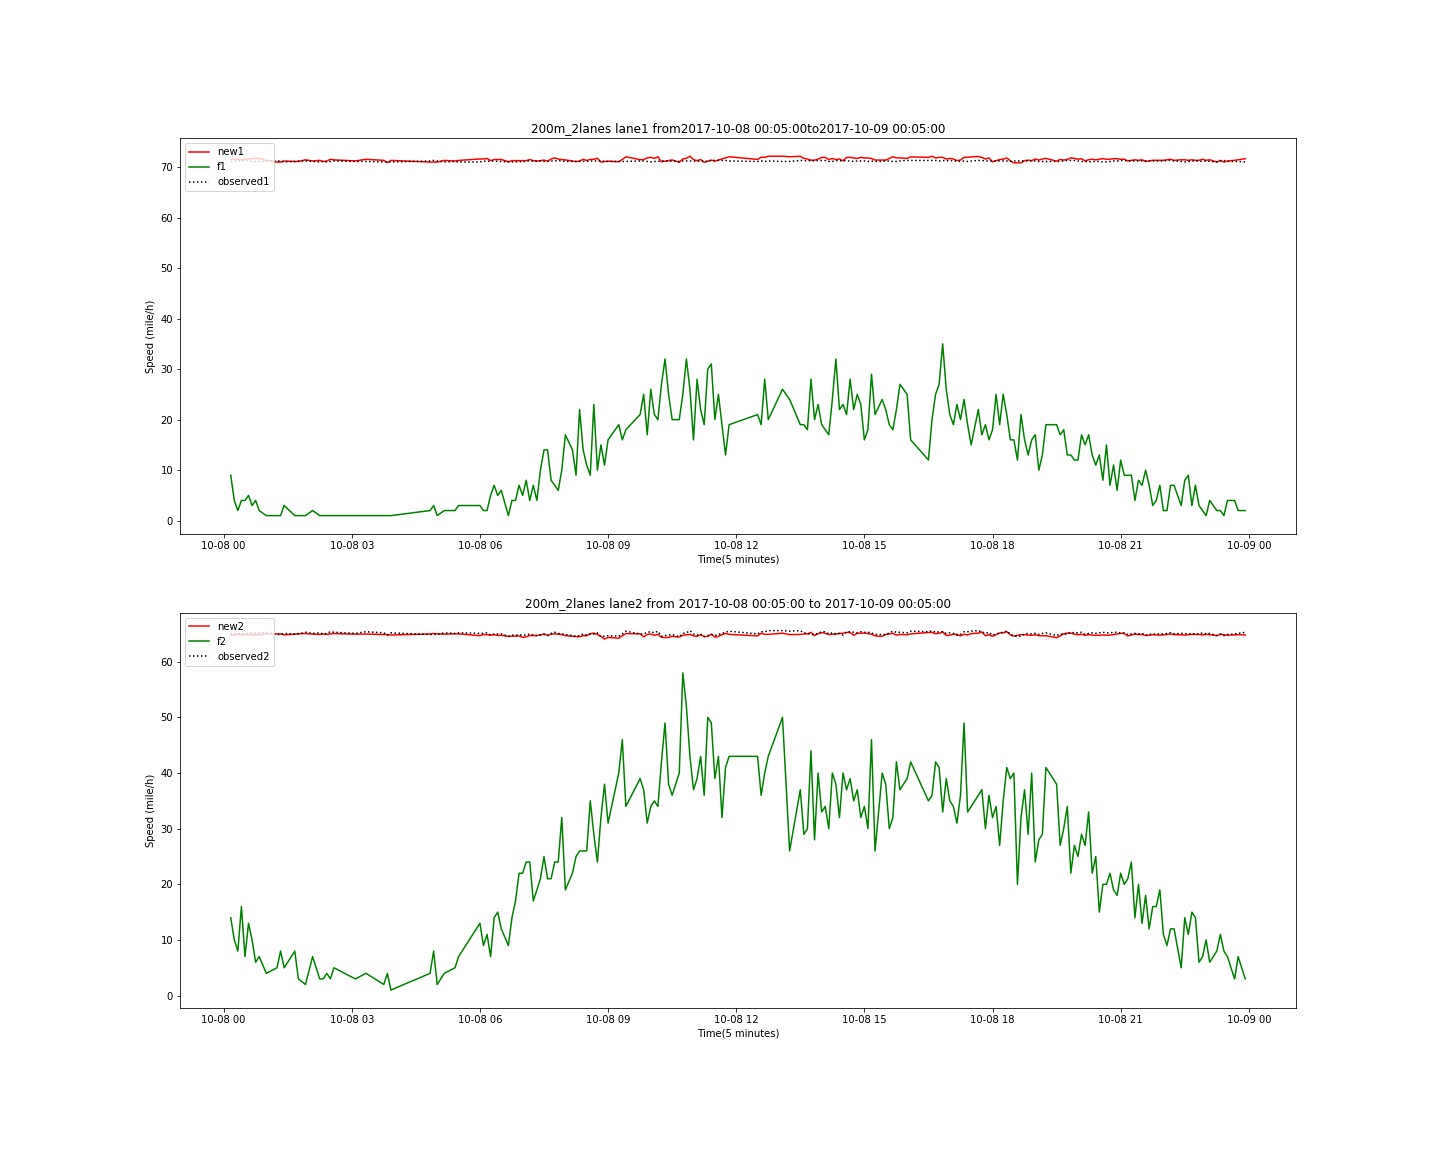 200m_2lanes lane1 from2017-10-08 00:05:00to2017-10-09 00:05:00
new1
f1
observed1
70
60
50
40
30
20
10
0
Speed (mile/h)
10-08 00 10-08 03 10-08 06 10-08 09 10-08 12 10-08 15 10-08 18 10-08 21 10-09 00
Time(5 minutes)
200m_2lanes lane2 from 2017-10-08 00:05:00 to 2017-10-09 00:05:00
new2
f2
observed2
60
50
40
30
20
10
0
Speed (mile/h)
10-08 00 10-08 03 10-08 06 10-08 09 10-08 12 10-08 15 10-08 18 10-08 21 10-09 00
Time(5 minutes)